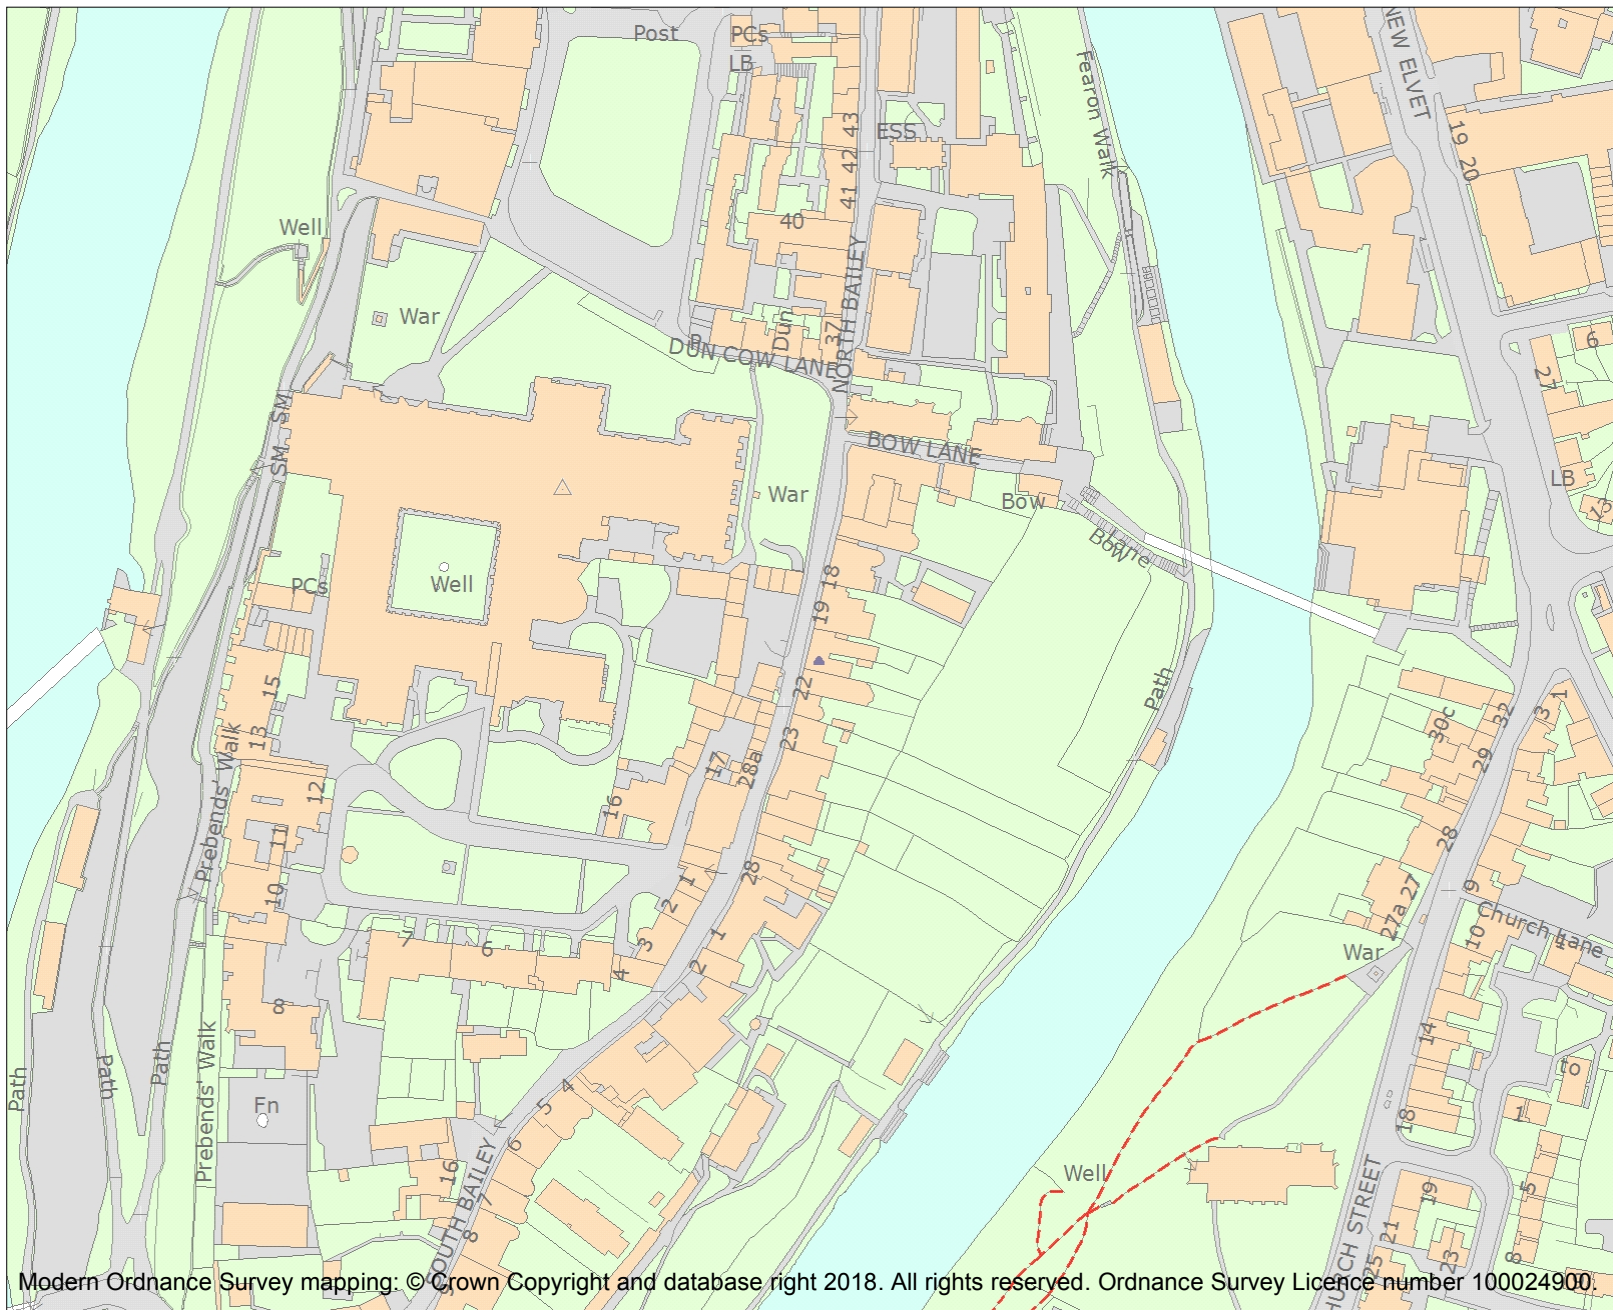 Post
PCs
LB
NEW ELVET
Fearon Walk
ESS
43
42
41
40
19
20
Well
War
NORTH BAILEY
37
Dun
DUN COW LANE
6
27
SM
SM
BOW LANE
War
Bow
Bow
Lane
LB
13
PCs
Well
18
19
22
23
15
13
Prebends' Walk
12
11
10
17
28a
16
28
Path
30c
32
29
28
3
1
27
27a
9
10
Church Lane
1
War
1
2
3
4
1
2
7
6
8
Path
Path
Path
Prebends' Walk
Fn
4
5
6
7
8
16
SOUTH BAILEY
14
18
to
1
Well
19
5
21
23
25
8
CHURCH STREET
Modern Ordnance Survey mapping: © Crown Copyright and database right 2018. All rights reserved. Ordnance Survey Licence number 100024900.